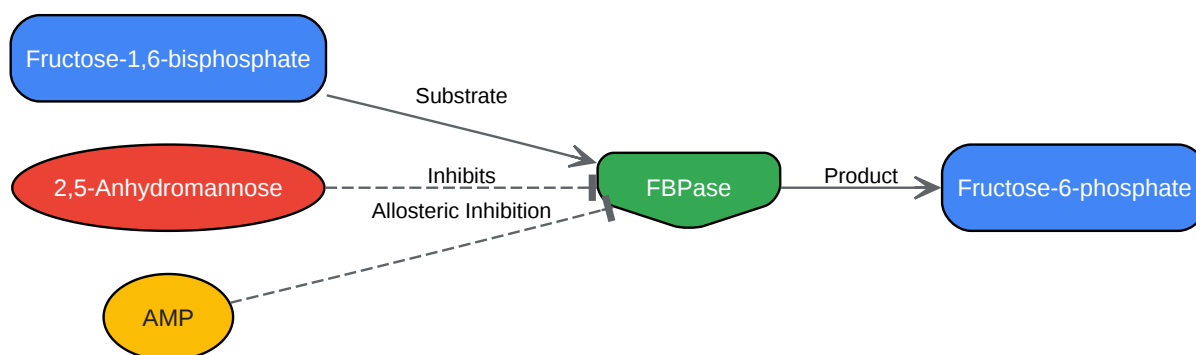 Fructose-1,6-bisphosphate
Substrate
2,5-Anhydromannose
Inhibits
FBPase
Product
Fructose-6-phosphate
Allosteric Inhibition
AMP